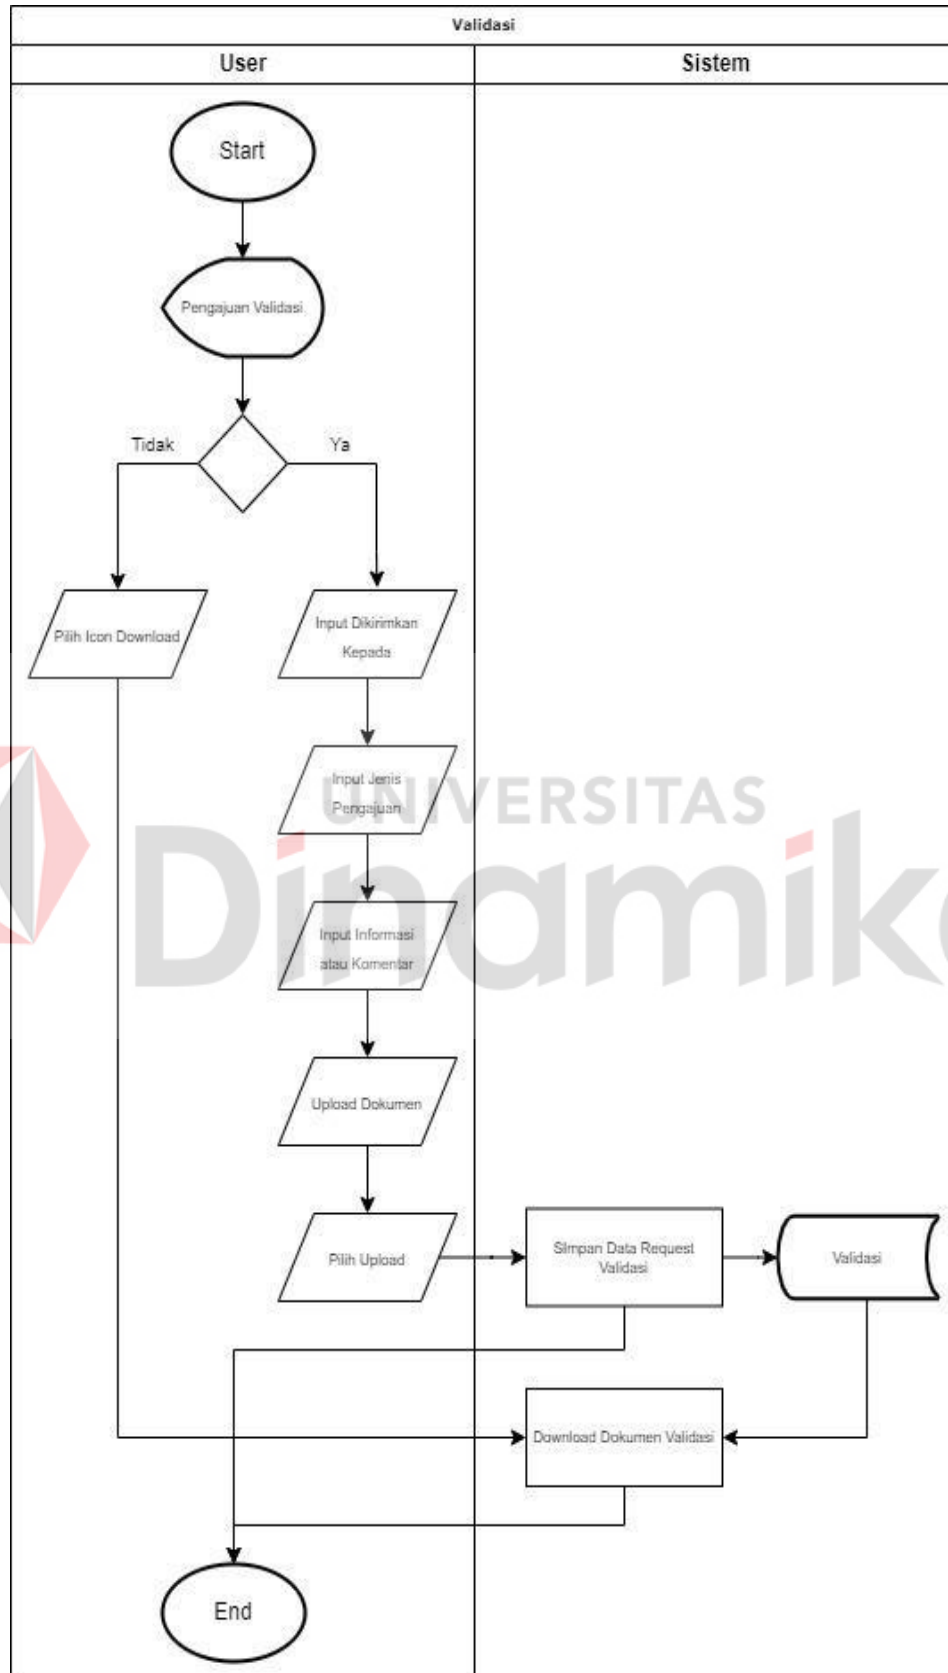 Validasi
User
Sistem
Start
Pengajuan Validasi
Tidak
Ya
Pilih Icon Download
Input Dikirimkan
Kepada
Input Jenis
Pengajuan
UNIVERSITAS
Dinamika
Input Informasi
atau Komentar
Upload Dokumen
Pilih Upload
SImpan Data Request
Validasi
Validasi
Download Dokumen Validasi
End